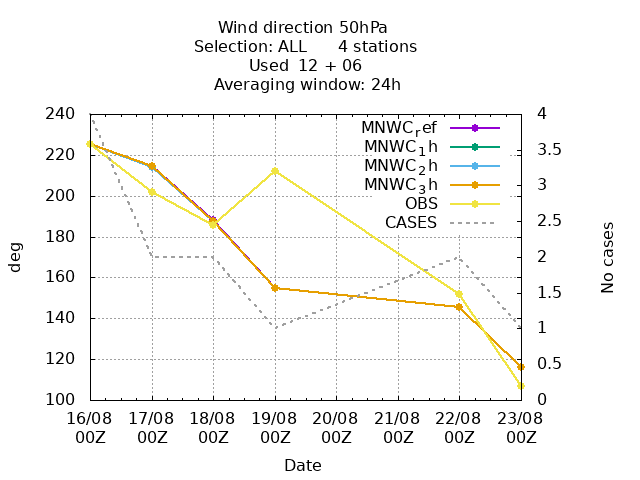 Wind direction 50hPa
Selection: ALL 4 stations
Used 12 + 06
Averaging window: 24h
240
220
200
180
160
140
120
100
deg
4
3.5
3
2.5
2
1.5
1
0.5
0
No cases
MNWC_ref
MNWC_1h
MNWC_2h
MNWC_3h
OBS
CASES
16/08 17/08 18/08 19/08 20/08 21/08 22/08 23/08
00Z 00Z 00Z 00Z 00Z 00Z 00Z 00Z
Date